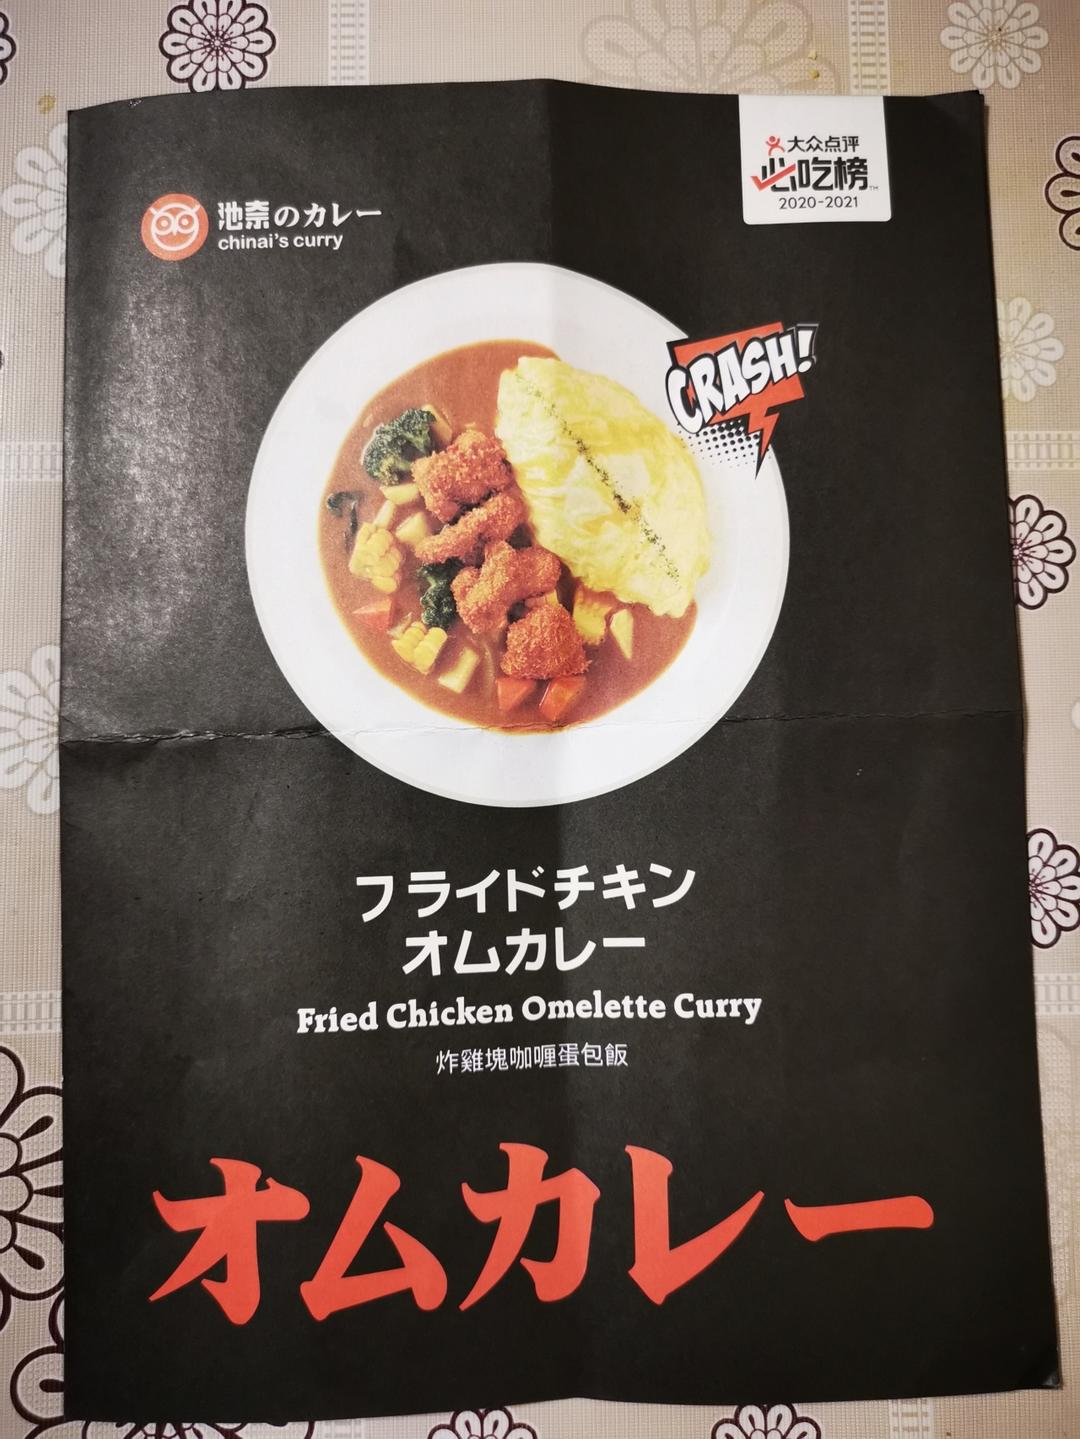 大众点评
必吃榜™
2020-2021
池奈のカレー
chinai's curry
CRASH!
フライドチキン
オムカレー
Fried Chicken Omelette Curry
炸雞塊咖喱蛋包飯
オムカレー